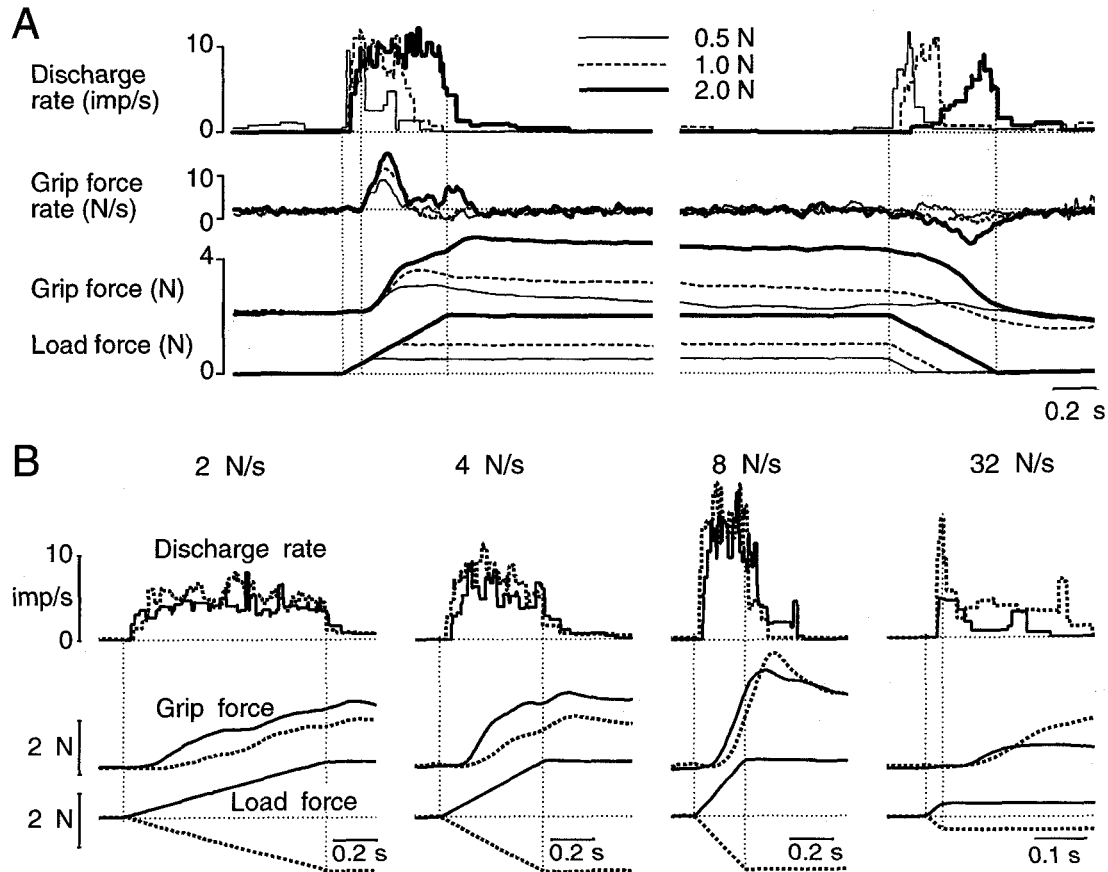 A
10
0.5 N
Discharge
1.0 N
rate (imp/s)
2.0 N
0
Grip force
10
rate (N/s)
0
4
Grip force (N)
Load force (N)
0
0.2 s
B
2 N/s
4 N/s
8 N/s
32 N/s
10
Discharge rate
imp/s
0
Grip force
2 N
2 N
Load force
0.2 s
0.2 s
0.2 s
0.1 s